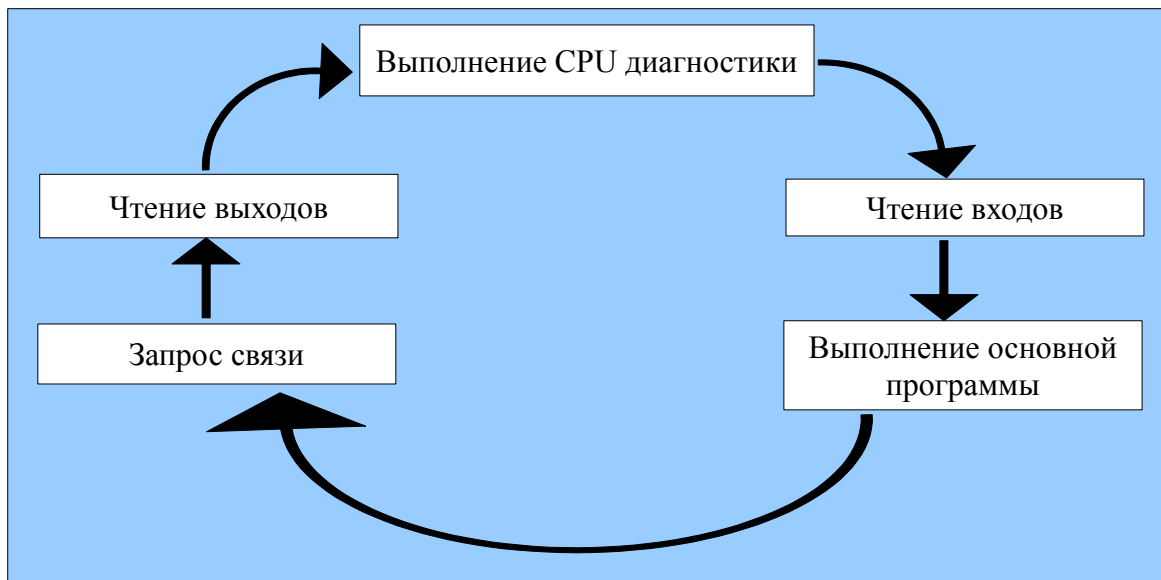 Выполнение CPU диагностики
Чтение выходов
Чтение входов
Запрос связи
Выполнение основной
программы